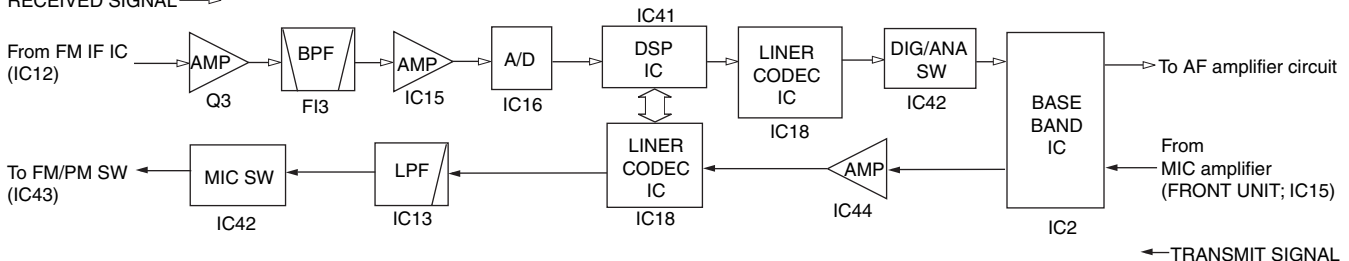 RECEIVED SIGNAL
From FM IF IC
(IC12)
AMP
Q3
BPF
FI3
AMP
IC15
A/D
IC16
IC41
DSP
IC
LINER
CODEC
IC
IC18
DIG/ANA
SW
IC42
BASE
BAND
IC
IC2
To AF amplifier circuit
From
MIC amplifier
(FRONT UNIT; IC15)
To FM/PM SW
(IC43)
MIC SW
IC42
LPF
IC13
LINER
CODEC
IC
IC18
AMP
IC44
TRANSMIT SIGNAL